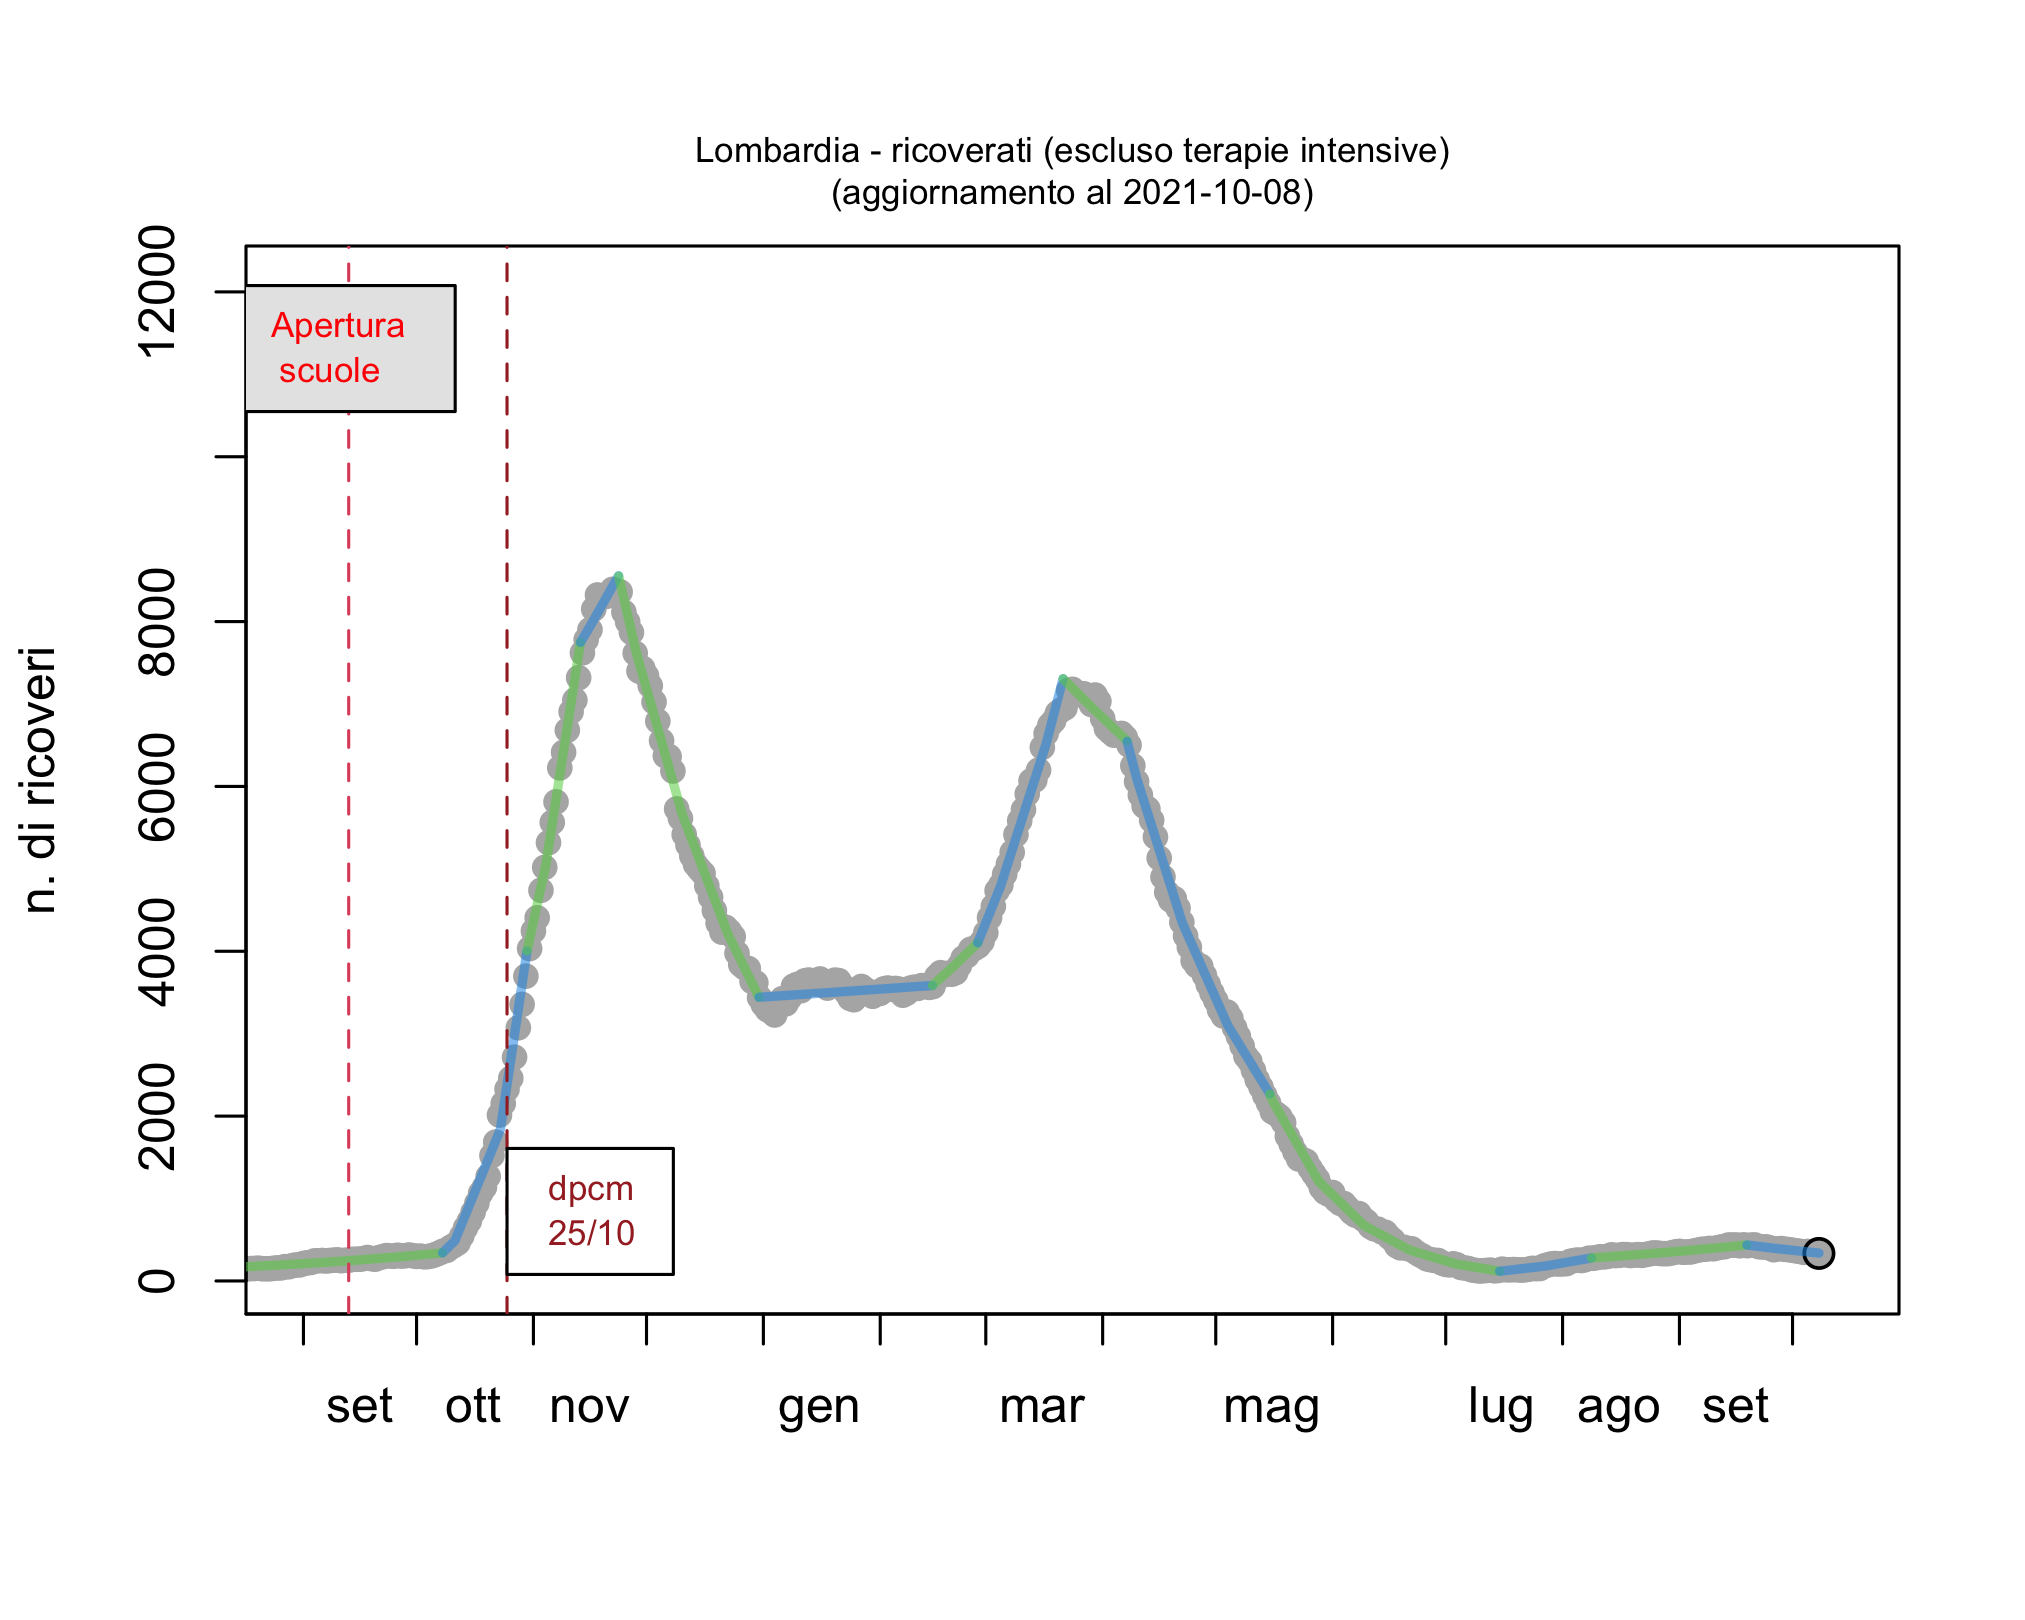 Lombardia - ricoverati (escluso terapie intensive)
(aggiornamento al 2021-10-08)
12000
8000
6000
4000
2000
0
n. di ricoveri
Apertura
scuole
dpcm
25/10
set ott nov gen mar mag lug ago set